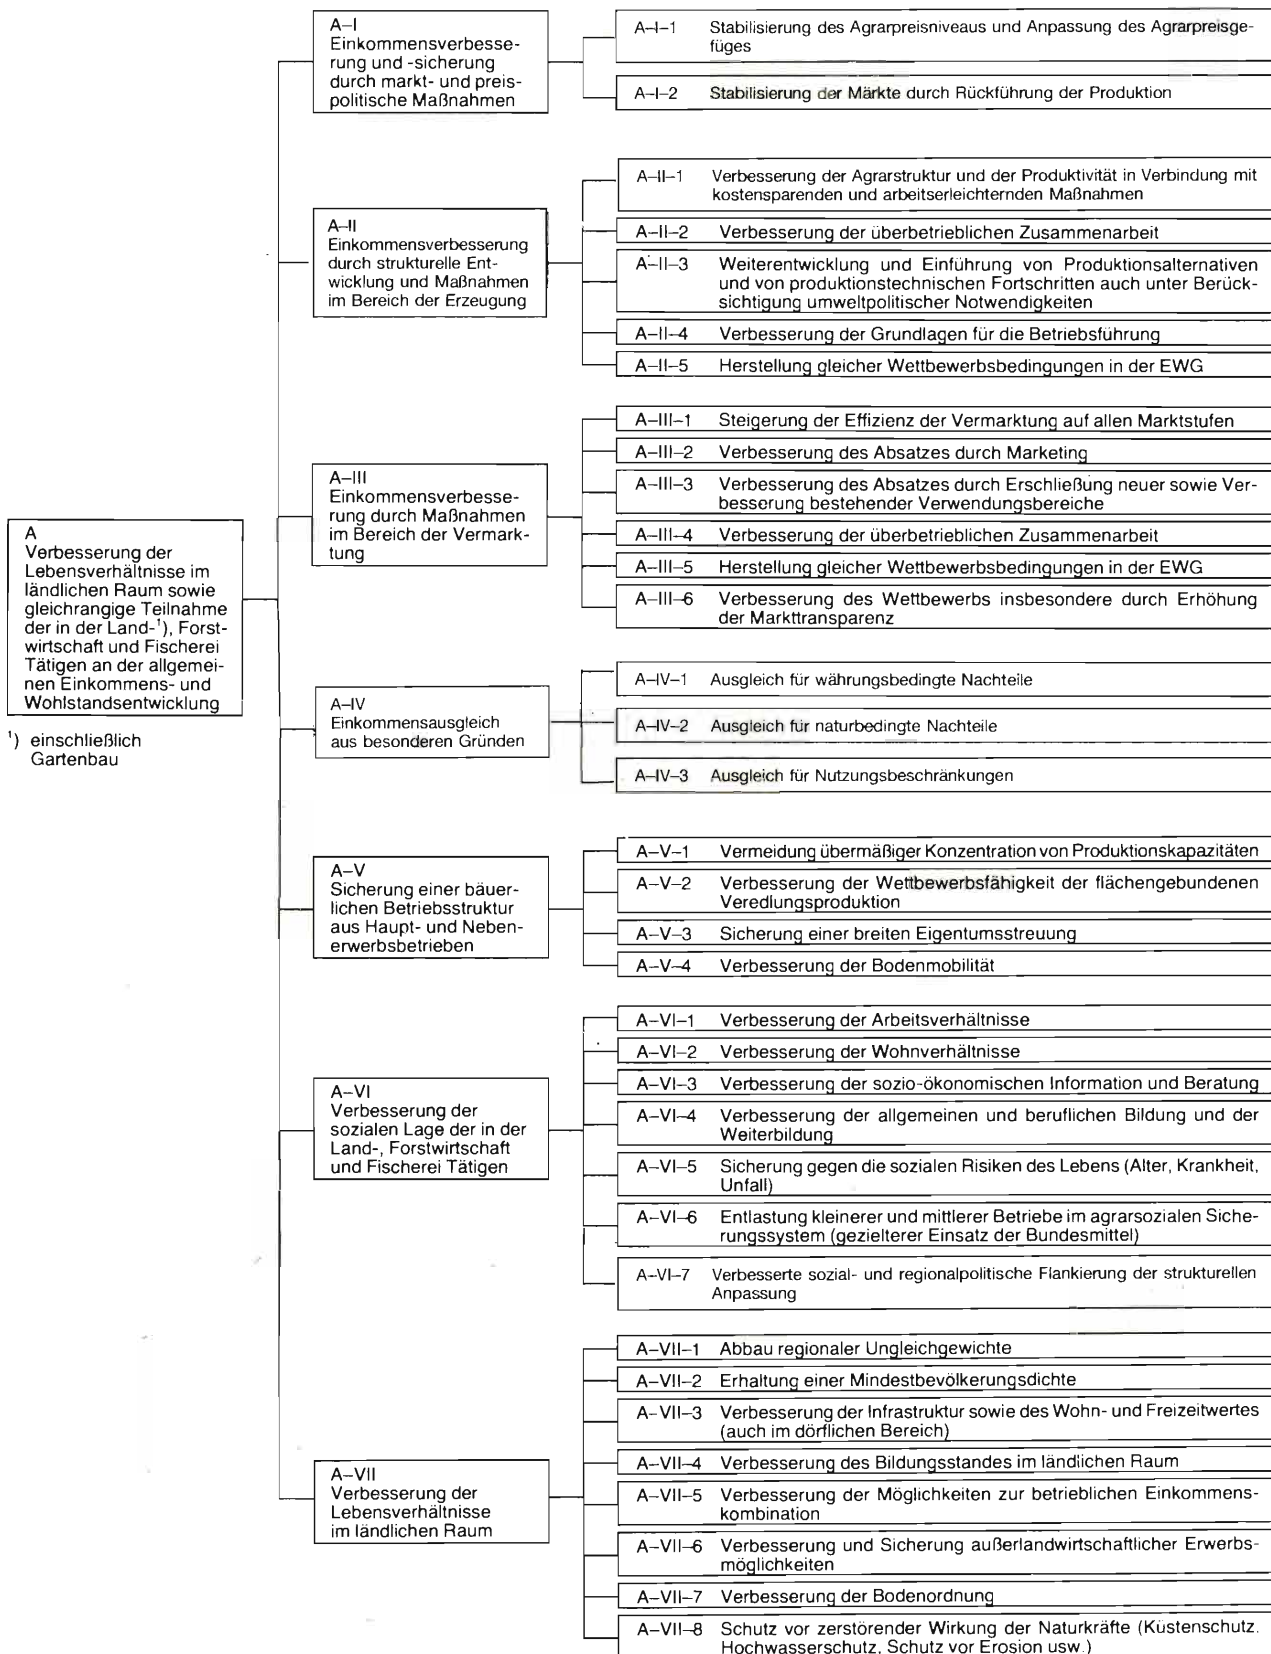 A
Verbesserung der
Lebensverhältnisse im
ländlichen Raum sowie
gleichrangige Teilnahme
der in der Land-¹), Forst-
wirtschaft und Fischerei
Tätigen an der allgemei-
nen Einkommens- und
Wohlstandsentwicklung
¹) einschließlich
Gartenbau
A–I
Einkommensverbesse-
rung und -sicherung
durch markt- und preis-
politische Maßnahmen
A–I–1 Stabilisierung des Agrarpreisniveaus und Anpassung des Agrarpreisge-
füges
A–I–2 Stabilisierung der Märkte durch Rückführung der Produktion
A–II
Einkommensverbesserung
durch strukturelle Ent-
wicklung und Maßnahmen
im Bereich der Erzeugung
A–II–1 Verbesserung der Agrarstruktur und der Produktivität in Verbindung mit
kostensparenden und arbeitserleichternden Maßnahmen
A–II–2 Verbesserung der überbetrieblichen Zusammenarbeit
A–II–3 Weiterentwicklung und Einführung von Produktionsalternativen
und von produktionstechnischen Fortschritten auch unter Berück-
sichtigung umweltpolitischer Notwendigkeiten
A–II–4 Verbesserung der Grundlagen für die Betriebsführung
A–II–5 Herstellung gleicher Wettbewerbsbedingungen in der EWG
A–III
Einkommensverbesse-
rung durch Maßnahmen
im Bereich der Vermark-
tung
A–III–1 Steigerung der Effizienz der Vermarktung auf allen Marktstufen
A–III–2 Verbesserung des Absatzes durch Marketing
A–III–3 Verbesserung des Absatzes durch Erschließung neuer sowie Ver-
besserung bestehender Verwendungsbereiche
A–III–4 Verbesserung der überbetrieblichen Zusammenarbeit
A–III–5 Herstellung gleicher Wettbewerbsbedingungen in der EWG
A–III–6 Verbesserung des Wettbewerbs insbesondere durch Erhöhung
der Markttransparenz
A–IV
Einkommensausgleich
aus besonderen Gründen
A–IV–1 Ausgleich für währungsbedingte Nachteile
A–IV–2 Ausgleich für naturbedingte Nachteile
A–IV–3 Ausgleich für Nutzungsbeschränkungen
A–V
Sicherung einer bäuer-
lichen Betriebsstruktur
aus Haupt- und Neben-
erwerbsbetrieben
A–V–1 Vermeidung übermäßiger Konzentration von Produktionskapazitäten
A–V–2 Verbesserung der Wettbewerbsfähigkeit der flächengebundenen
Veredlungsproduktion
A–V–3 Sicherung einer breiten Eigentumsstreuung
A–V–4 Verbesserung der Bodenmobilität
A–VI
Verbesserung der
sozialen Lage der in der
Land-, Forstwirtschaft
und Fischerei Tätigen
A–VI–1 Verbesserung der Arbeitsverhältnisse
A–VI–2 Verbesserung der Wohnverhältnisse
A–VI–3 Verbesserung der sozio-ökonomischen Information und Beratung
A–VI–4 Verbesserung der allgemeinen und beruflichen Bildung und der
Weiterbildung
A–VI–5 Sicherung gegen die sozialen Risiken des Lebens (Alter, Krankheit,
Unfall)
A–VI–6 Entlastung kleinerer und mittlerer Betriebe im agrarsozialen Siche-
rungssystem (gezielterer Einsatz der Bundesmittel)
A–VI–7 Verbesserte sozial- und regionalpolitische Flankierung der strukturellen
Anpassung
A–VII
Verbesserung der
Lebensverhältnisse
im ländlichen Raum
A–VII–1 Abbau regionaler Ungleichgewichte
A–VII–2 Erhaltung einer Mindestbevölkerungsdichte
A–VII–3 Verbesserung der Infrastruktur sowie des Wohn- und Freizeitwertes
(auch im dörflichen Bereich)
A–VII–4 Verbesserung des Bildungsstandes im ländlichen Raum
A–VII–5 Verbesserung der Möglichkeiten zur betrieblichen Einkommens-
kombination
A–VII–6 Verbesserung und Sicherung außerlandwirtschaftlicher Erwerbs-
möglichkeiten
A–VII–7 Verbesserung der Bodenordnung
A–VII–8 Schutz vor zerstörender Wirkung der Naturkräfte (Küstenschutz,
Hochwasserschutz, Schutz vor Erosion usw.)